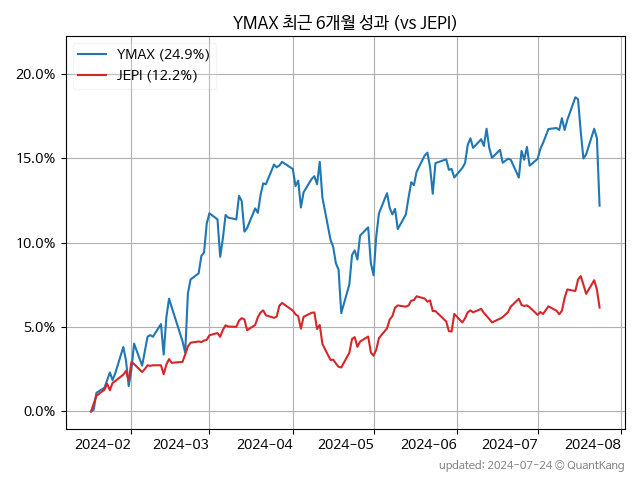 YMAX 최근 6개월 성과 (vs JEPI)
YMAX (24.9%)
JEPI (12.2%)
20.0%
15.0%
10.0%
5.0%
0.0%
2024-02 2024-03 2024-04 2024-05 2024-06 2024-07 2024-08
updated: 2024-07-24 © QuantKang